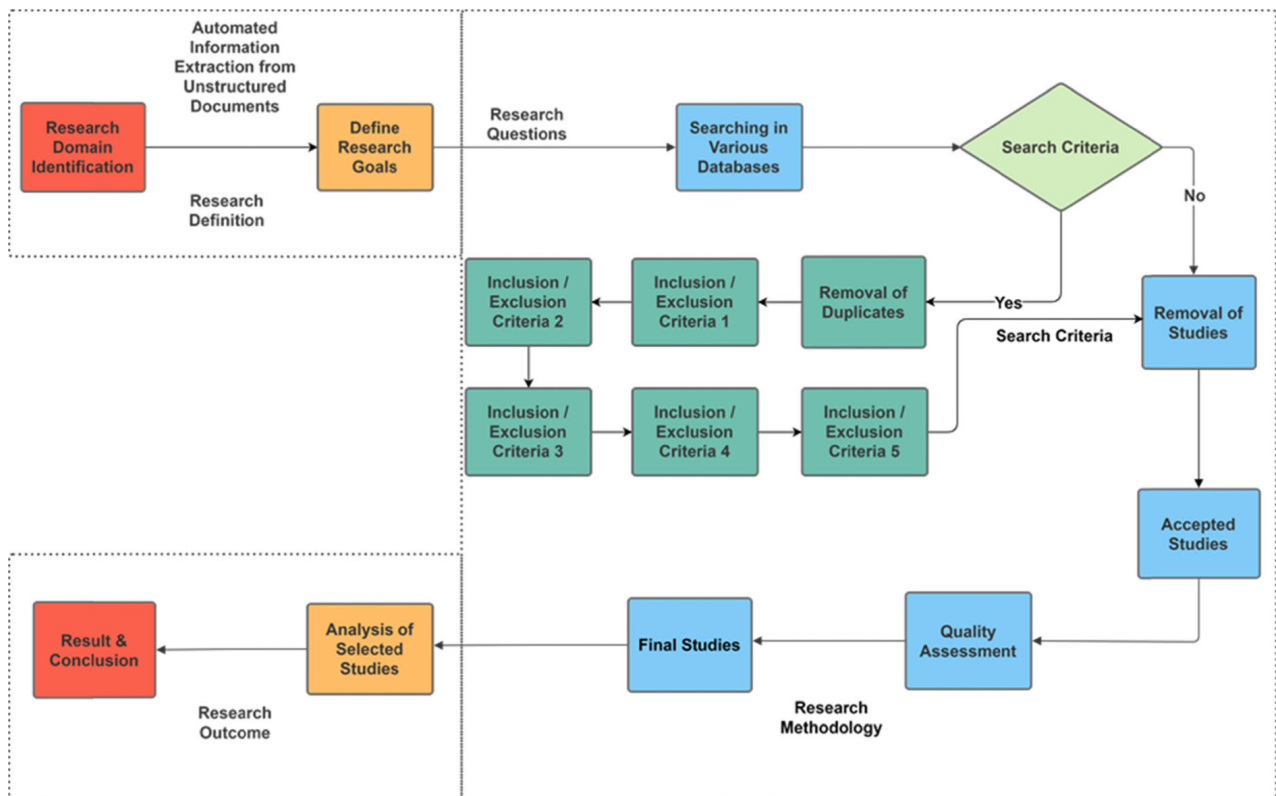 Automated
Information
Extraction from
Unstructured
Documents
Research
Domain
Identification
Define
Research
Goals
Research
Definition
Research
Questions
Searching in
Various
Databases
Search Criteria
No
Yes
Removal of
Duplicates
Inclusion /
Exclusion
Criteria 1
Inclusion /
Exclusion
Criteria 2
Inclusion /
Exclusion
Criteria 3
Inclusion /
Exclusion
Criteria 4
Inclusion /
Exclusion
Criteria 5
Search Criteria
Removal of
Studies
Accepted
Studies
Quality
Assessment
Final Studies
Research
Methodology
Analysis of
Selected
Studies
Result &
Conclusion
Research
Outcome